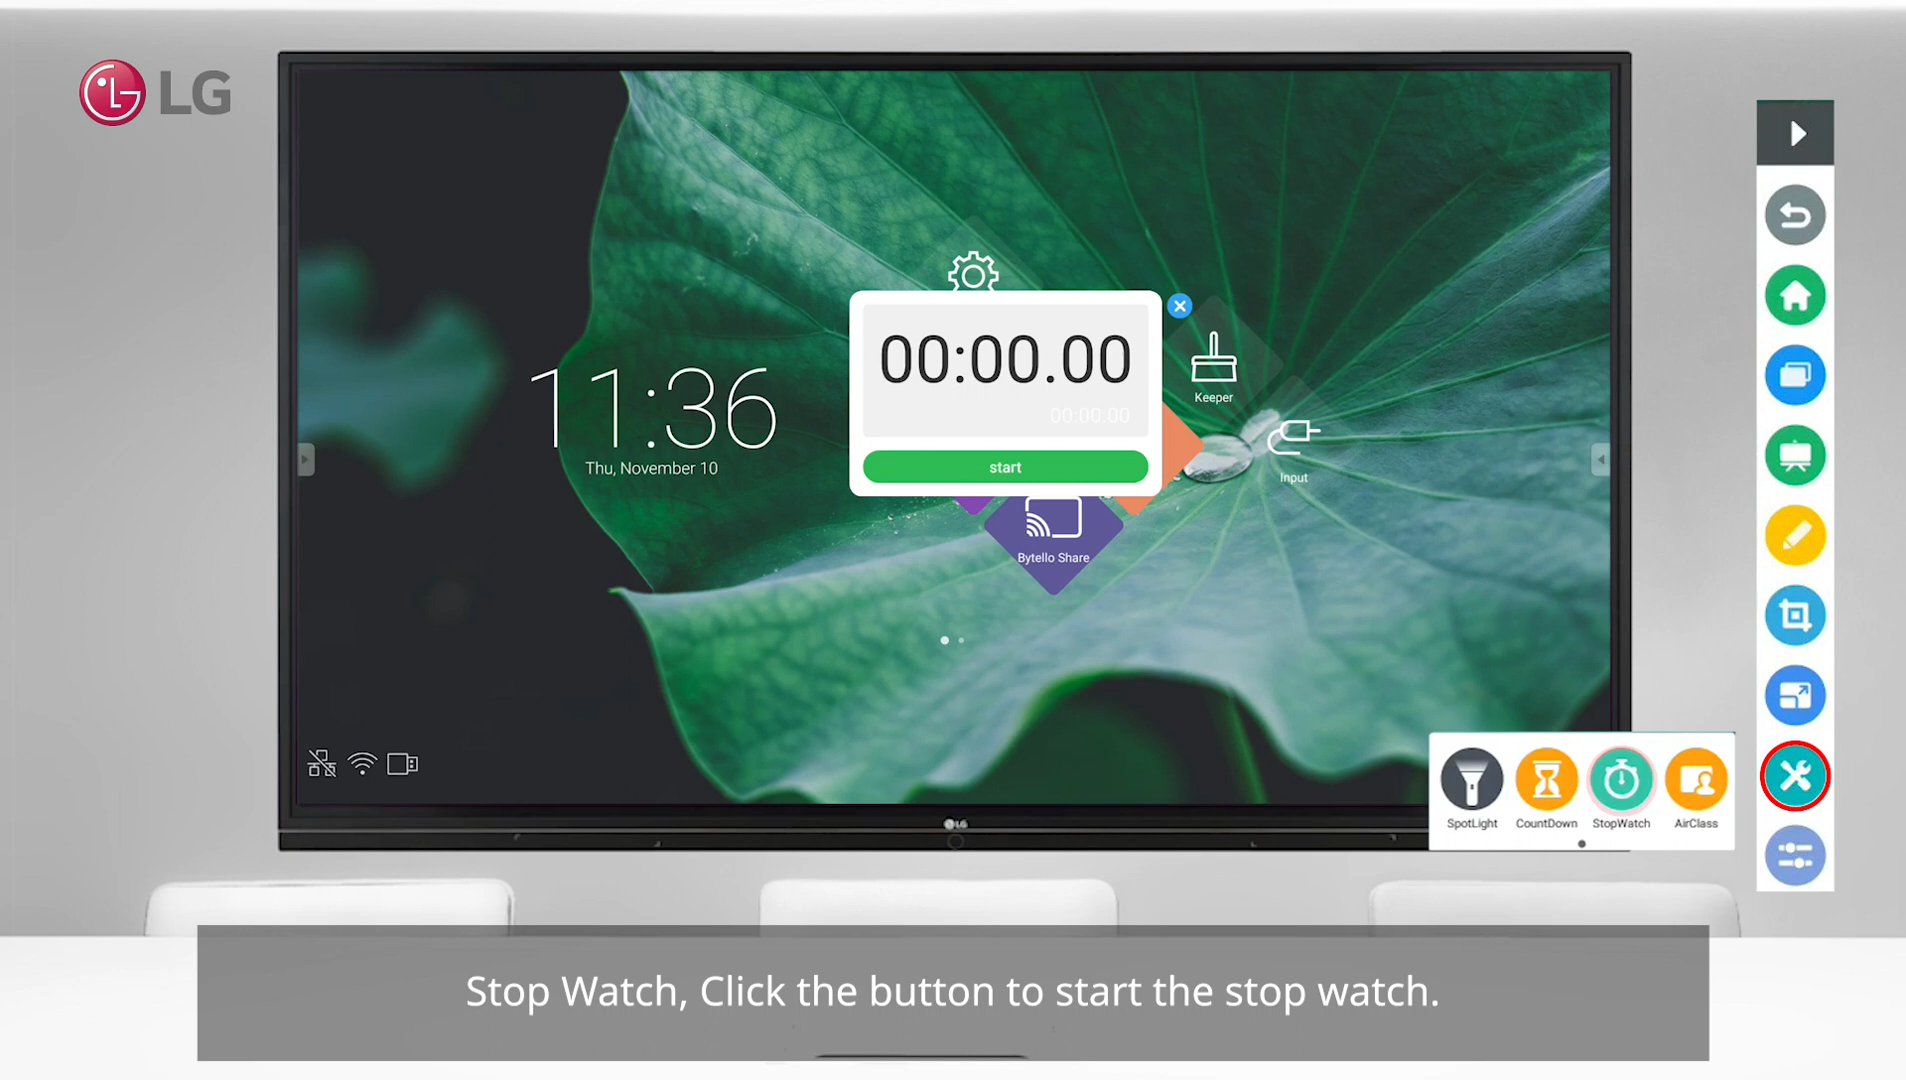 LG
00:00.00
00:00.00
start
11:36
Thu, November 10
Keeper
Input
Bytello Share
LG
SpotLight
CountDown
StopWatch
AirClass
Stop Watch, Click the button to start the stop watch.